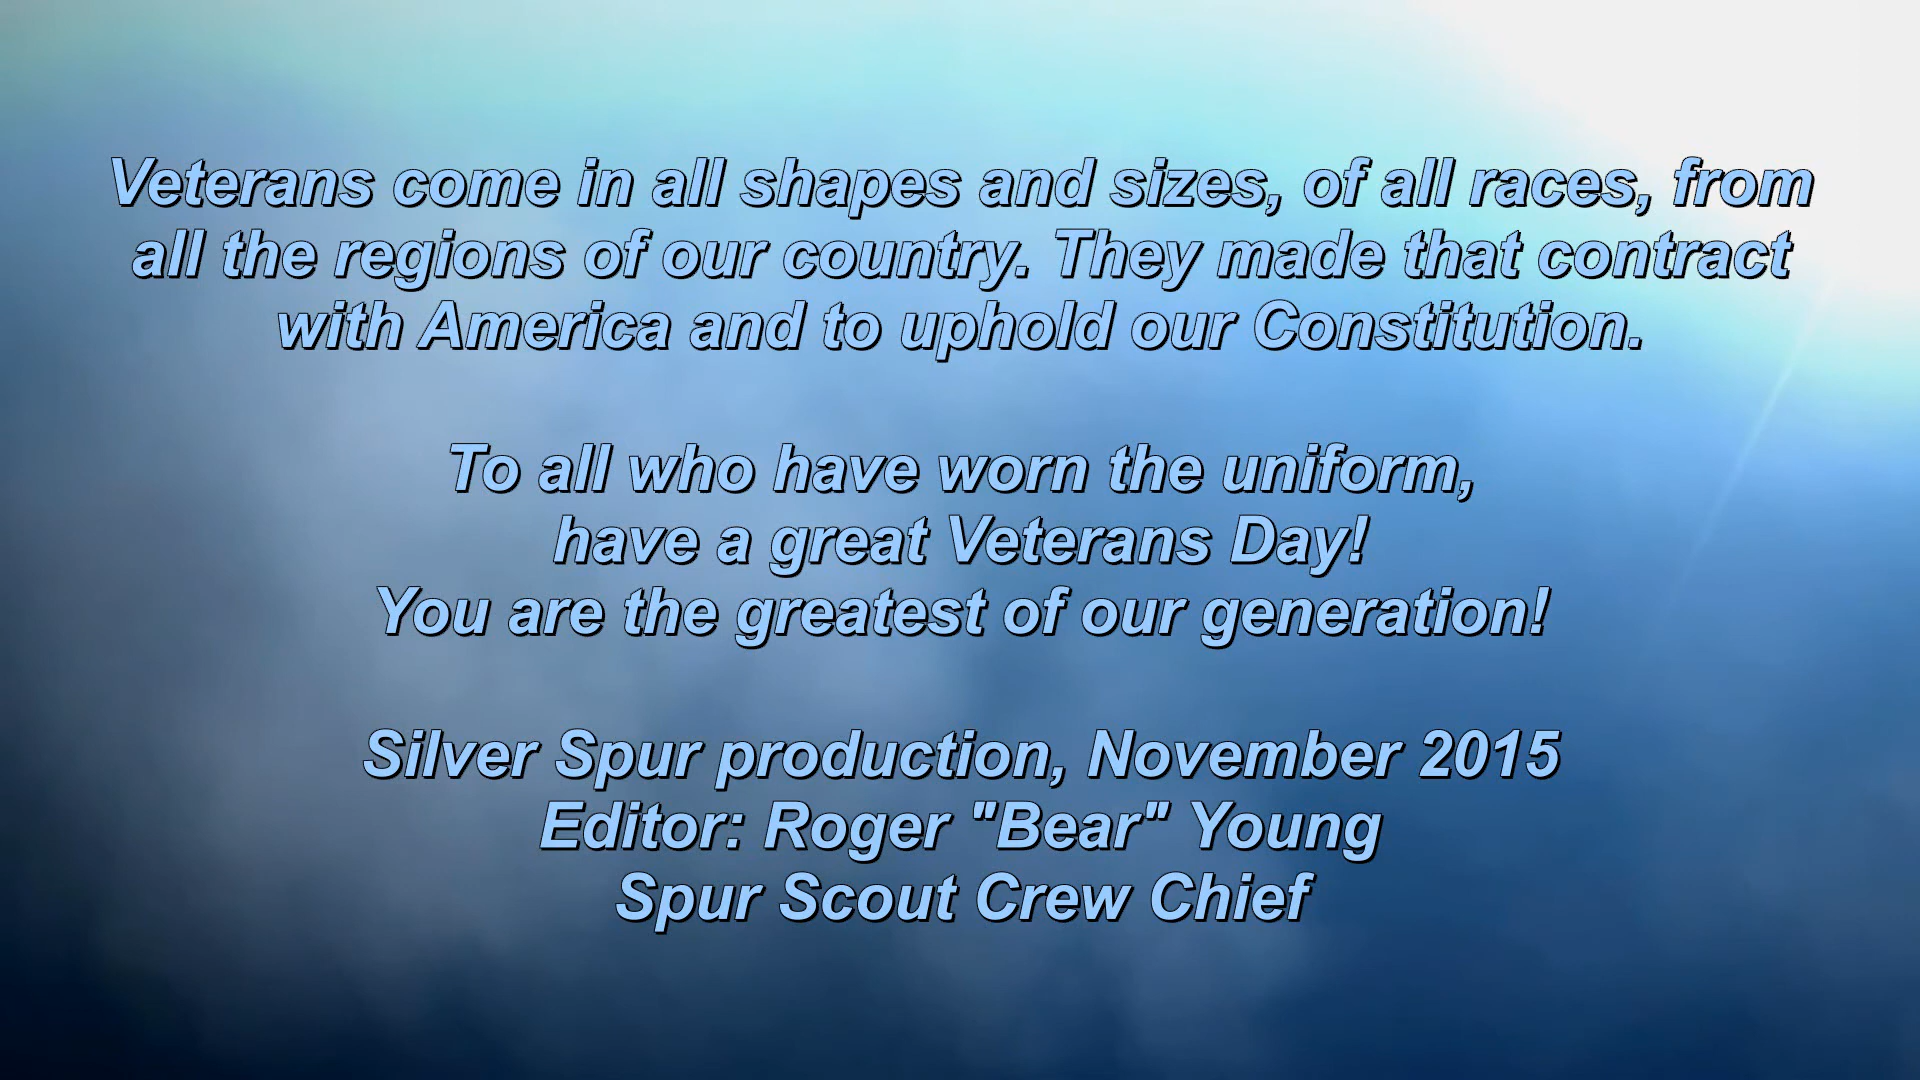 Veterans come in all shapes and sizes, of all races, from
all the regions of our country. They made that contract
with America and to uphold our Constitution.
To all who have worn the uniform,
have a great Veterans Day!
You are the greatest of our generation!
Silver Spur production, November 2015
Editor: Roger "Bear" Young
Spur Scout Crew Chief